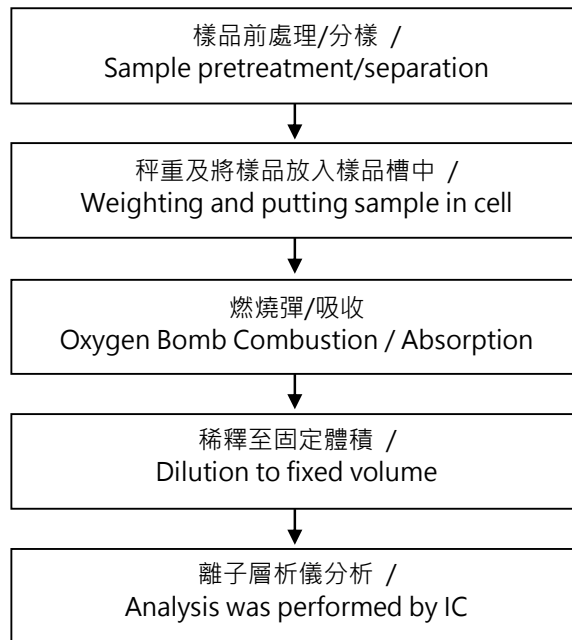 樣品前處理/分樣 /
Sample pretreatment/separation
秤重及將樣品放入樣品槽中 /
Weighting and putting sample in cell
燃燒彈/吸收
Oxygen Bomb Combustion / Absorption
稀釋至固定體積 /
Dilution to fixed volume
離子層析儀分析 /
Analysis was performed by IC